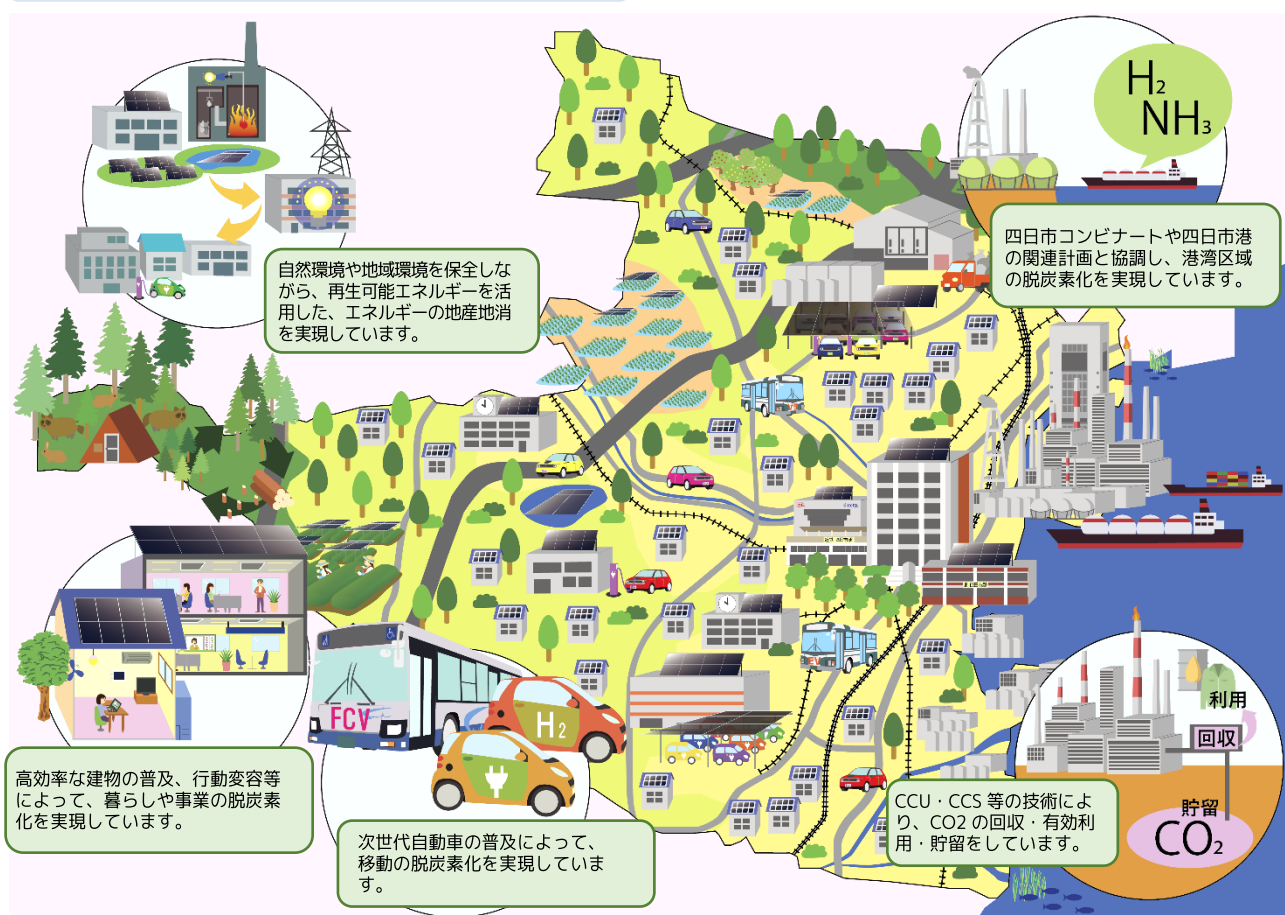 H₂
NH₃
四日市コンビナートや四日市港
の関連計画と協調し、港湾区域
の脱炭素化を実現しています。
自然環境や地域環境を保全しな
がら、再生可能エネルギーを活
用した、エネルギーの地産地消
を実現しています。
高効率な建物の普及、行動変容等
によって、暮らしや事業の脱炭素
化を実現しています。
FCV
H₂
次世代自動車の普及によって、
移動の脱炭素化を実現していま
す。
利用
回収
貯留
CO₂
CCU・CCS 等の技術によ
り、CO2 の回収・有効利
用・貯留をしています。